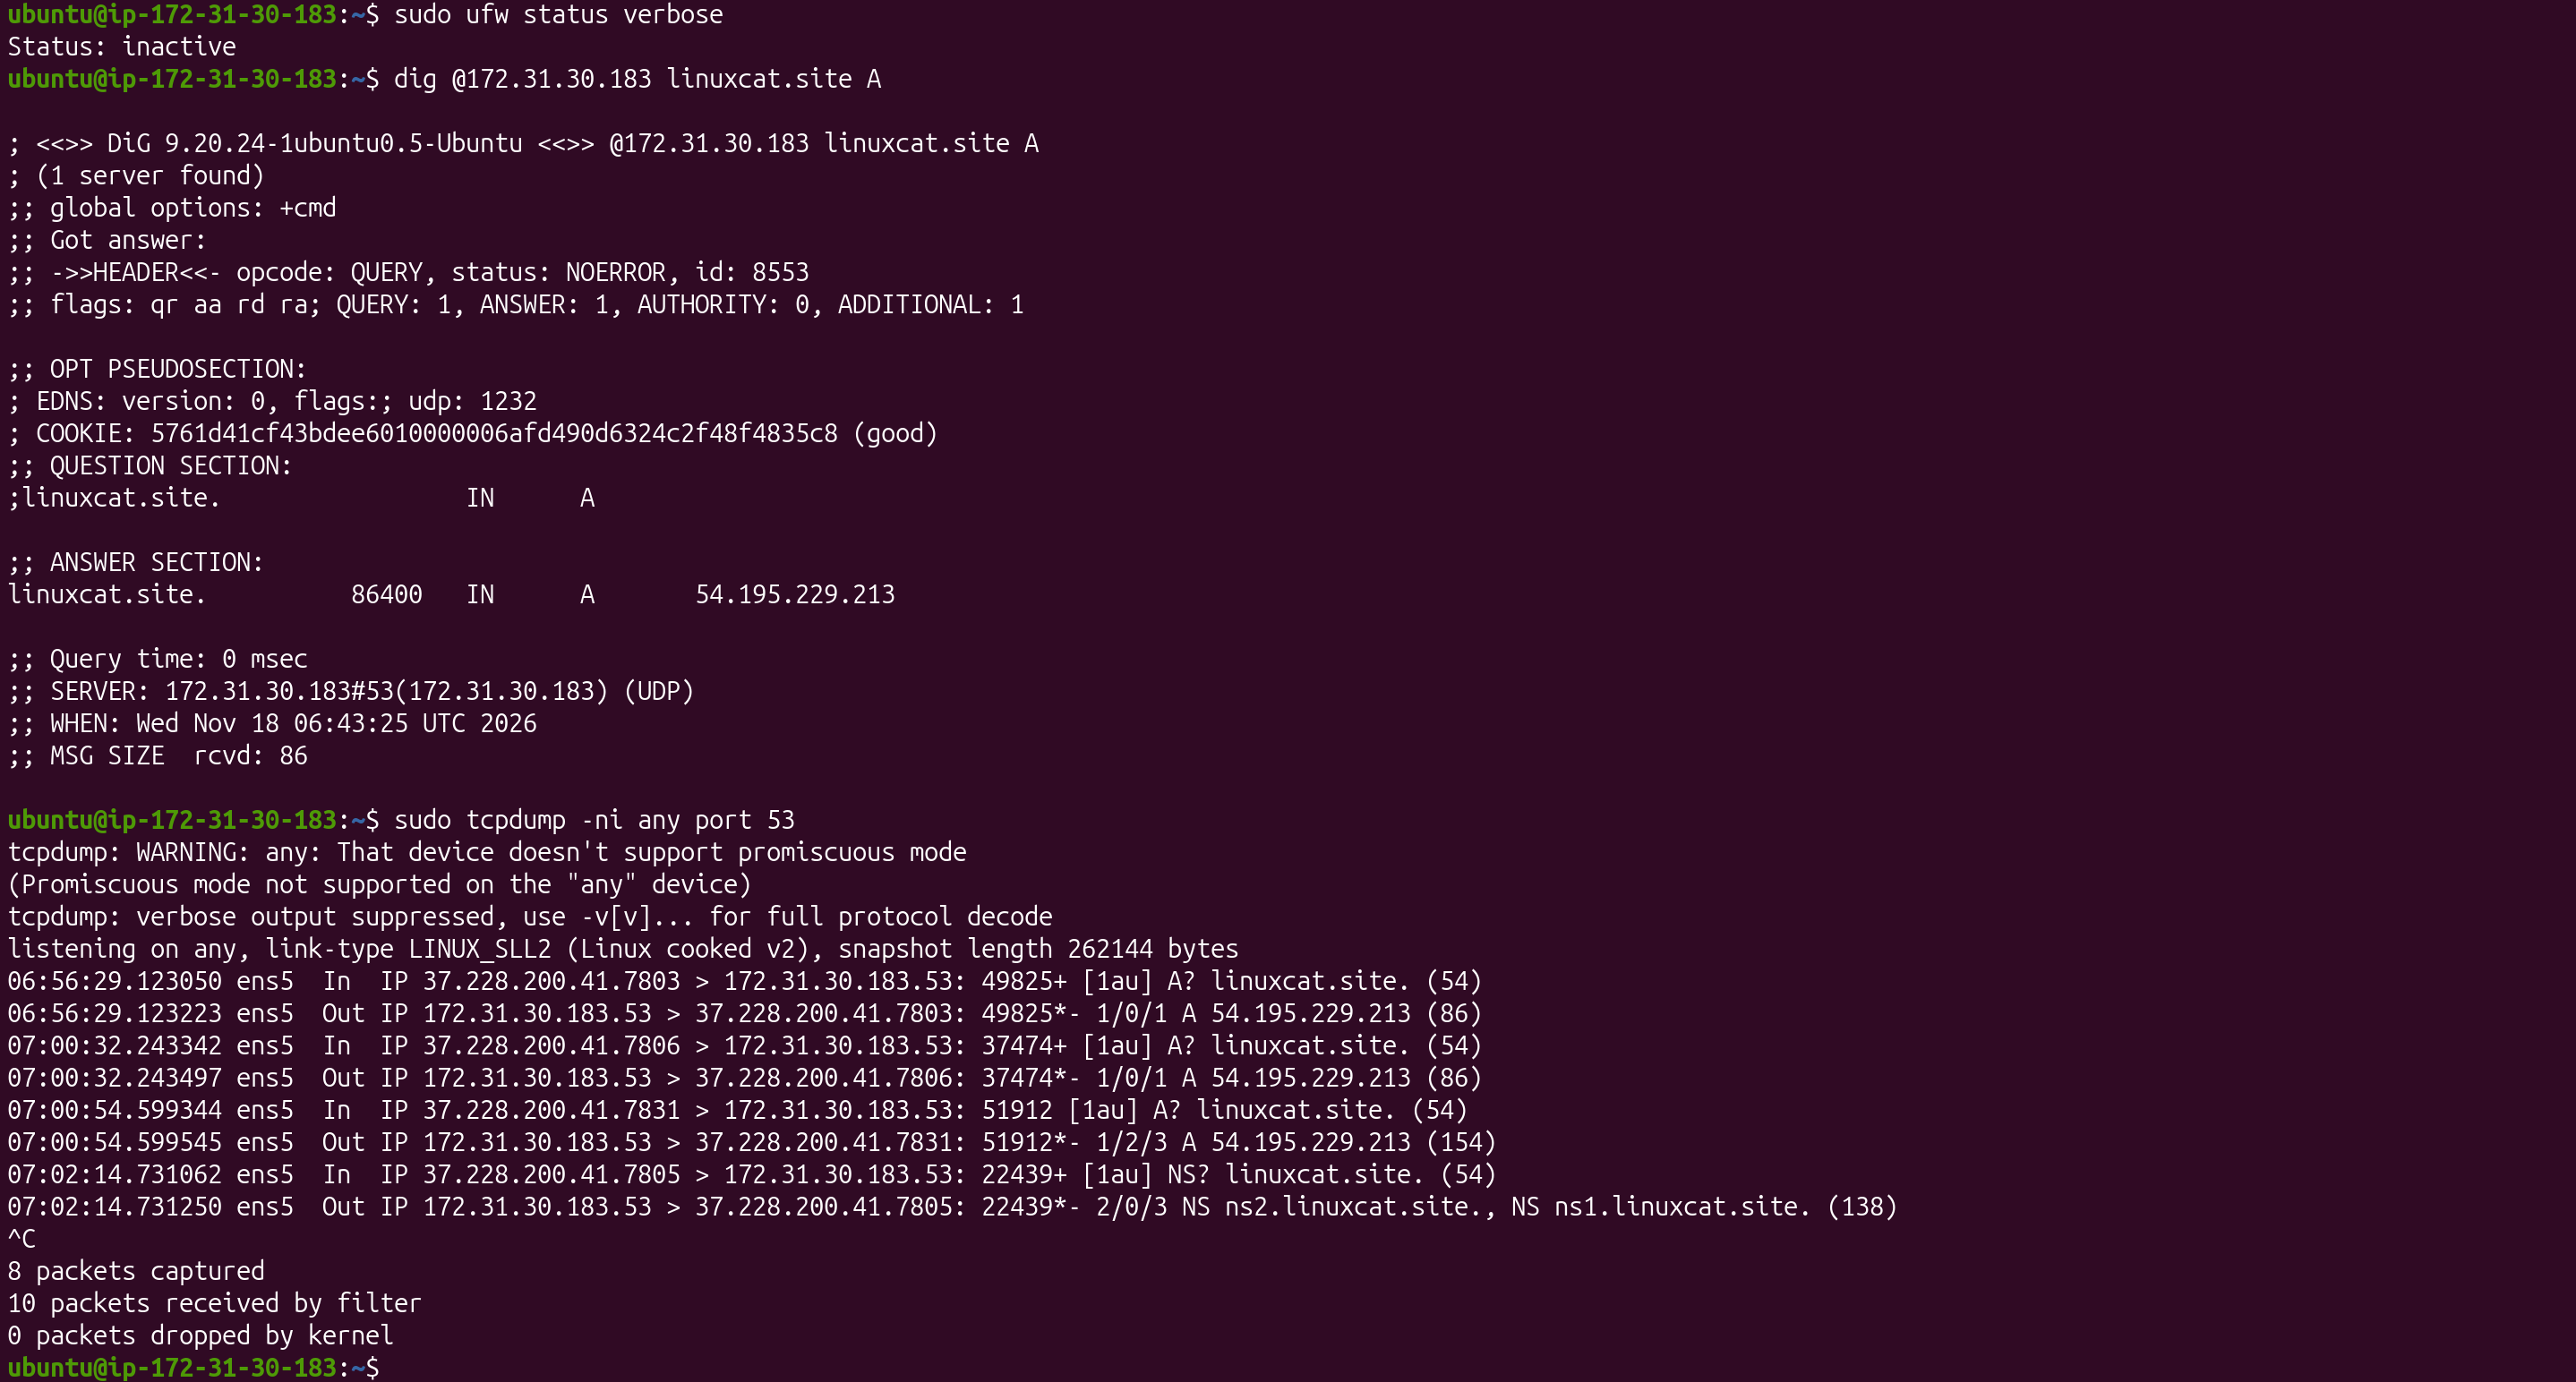 ubuntu@ip-172-31-30-183:~$ sudo ufw status verbose
Status: inactive
ubuntu@ip-172-31-30-183:~$ dig @172.31.30.183 linuxcat.site A

; <<>> DiG 9.20.24-1ubuntu0.5-Ubuntu <<>> @172.31.30.183 linuxcat.site A
; (1 server found)
;; global options: +cmd
;; Got answer:
;; ->>HEADER<<- opcode: QUERY, status: NOERROR, id: 8553
;; flags: qr aa rd ra; QUERY: 1, ANSWER: 1, AUTHORITY: 0, ADDITIONAL: 1

;; OPT PSEUDOSECTION:
; EDNS: version: 0, flags:; udp: 1232
; COOKIE: 5761d41cf43bdee6010000006afd490d6324c2f48f4835c8 (good)
;; QUESTION SECTION:
;linuxcat.site.                 IN      A

;; ANSWER SECTION:
linuxcat.site.          86400   IN      A       54.195.229.213

;; Query time: 0 msec
;; SERVER: 172.31.30.183#53(172.31.30.183) (UDP)
;; WHEN: Wed Nov 18 06:43:25 UTC 2026
;; MSG SIZE  rcvd: 86

ubuntu@ip-172-31-30-183:~$ sudo tcpdump -ni any port 53
tcpdump: WARNING: any: That device doesn't support promiscuous mode
(Promiscuous mode not supported on the "any" device)
tcpdump: verbose output suppressed, use -v[v]... for full protocol decode
listening on any, link-type LINUX_SLL2 (Linux cooked v2), snapshot length 262144 bytes
06:56:29.123050 ens5  In  IP 37.228.200.41.7803 > 172.31.30.183.53: 49825+ [1au] A? linuxcat.site. (54)
06:56:29.123223 ens5  Out IP 172.31.30.183.53 > 37.228.200.41.7803: 49825*- 1/0/1 A 54.195.229.213 (86)
07:00:32.243342 ens5  In  IP 37.228.200.41.7806 > 172.31.30.183.53: 37474+ [1au] A? linuxcat.site. (54)
07:00:32.243497 ens5  Out IP 172.31.30.183.53 > 37.228.200.41.7806: 37474*- 1/0/1 A 54.195.229.213 (86)
07:00:54.599344 ens5  In  IP 37.228.200.41.7831 > 172.31.30.183.53: 51912 [1au] A? linuxcat.site. (54)
07:00:54.599545 ens5  Out IP 172.31.30.183.53 > 37.228.200.41.7831: 51912*- 1/2/3 A 54.195.229.213 (154)
07:02:14.731062 ens5  In  IP 37.228.200.41.7805 > 172.31.30.183.53: 22439+ [1au] NS? linuxcat.site. (54)
07:02:14.731250 ens5  Out IP 172.31.30.183.53 > 37.228.200.41.7805: 22439*- 2/0/3 NS ns2.linuxcat.site., NS ns1.linuxcat.site. (138)
^C
8 packets captured
10 packets received by filter
0 packets dropped by kernel
ubuntu@ip-172-31-30-183:~$